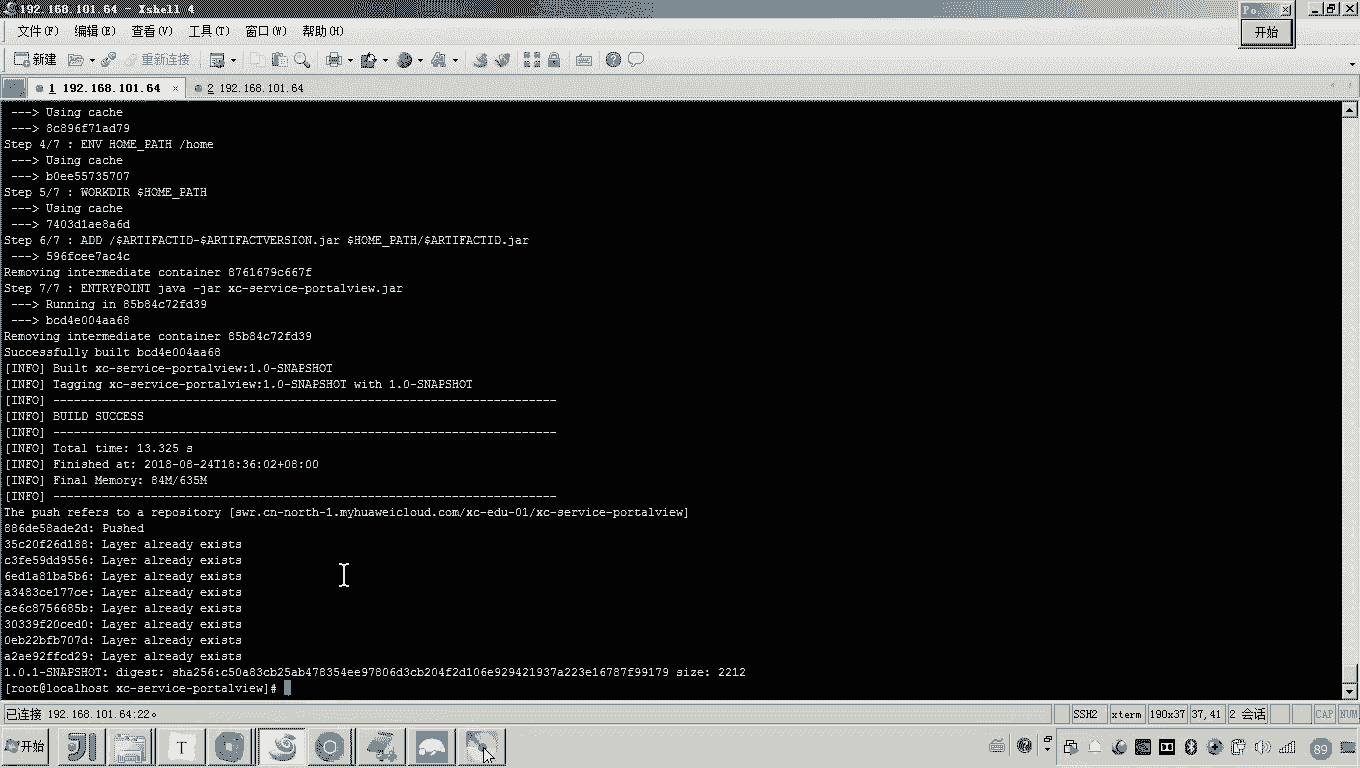 192.168.101.64 - Xshell 4
Po.
开始
文件(F) 编辑(E) 查看(V) 工具(T) 窗口(W) 帮助(H)
新建 重新连接
1 192.168.101.64 × 2 192.168.101.64
---> Using cache
---> 8c896f71ad79
Step 4/7 : ENV HOME_PATH /home
---> Using cache
---> b0ee55735707
Step 5/7 : WORKDIR $HOME_PATH
---> Using cache
---> 7403d1ae8a6d
Step 6/7 : ADD /$ARTIFACTID-$ARTIFACTVERSION.jar $HOME_PATH/$ARTIFACTID.jar
---> 596fcee7ac4c
Removing intermediate container 8761679c667f
Step 7/7 : ENTRYPOINT java -jar xc-service-portalview.jar
---> Running in 85b84c72fd39
---> bcd4e004aa68
Removing intermediate container 85b84c72fd39
Successfully built bcd4e004aa68
[INFO] Built xc-service-portalview:1.0-SNAPSHOT
[INFO] Tagging xc-service-portalview:1.0-SNAPSHOT with 1.0-SNAPSHOT
[INFO] ------------------------------------------------------------------------
[INFO] BUILD SUCCESS
[INFO] ------------------------------------------------------------------------
[INFO] Total time: 13.325 s
[INFO] Finished at: 2018-08-24T18:36:02+08:00
[INFO] Final Memory: 84M/635M
[INFO] ------------------------------------------------------------------------
The push refers to a repository [swr.cn-north-1.myhuaweicloud.com/xc-edu-01/xc-service-portalview]
886de58ade2d: Pushed
35c20f26d188: Layer already exists
c3fe59dd9556: Layer already exists
6ed1a81ba5b6: Layer already exists
a3483ce177ce: Layer already exists
ce6c8756685b: Layer already exists
30339f20ced0: Layer already exists
0eb22bfb707d: Layer already exists
a2ae92ffcd29: Layer already exists
1.0.1-SNAPSHOT: digest: sha256:c50a83cb25ab478354ee97806d3cb204f2d106e929421937a223e16787f99179 size: 2212
[root@localhost xc-service-portalview]#
已连接 192.168.101.64:22。 SSH2 xterm 190x37 37,41 2 会话 CAP NUM
开始 T 89